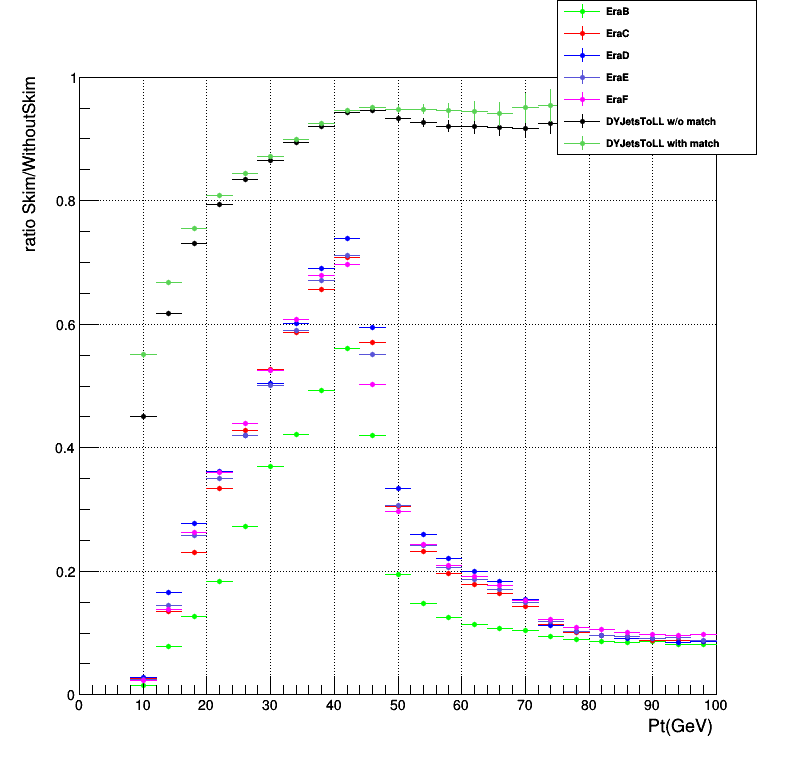 EraB
EraC
EraD
EraE
EraF
DYJetsToLL w/o match
DYJetsToLL with match
ratio Skim/WithoutSkim
1
0.8
0.6
0.4
0.2
0
0 10 20 30 40 50 60 70 80 90 100
Pt(GeV)